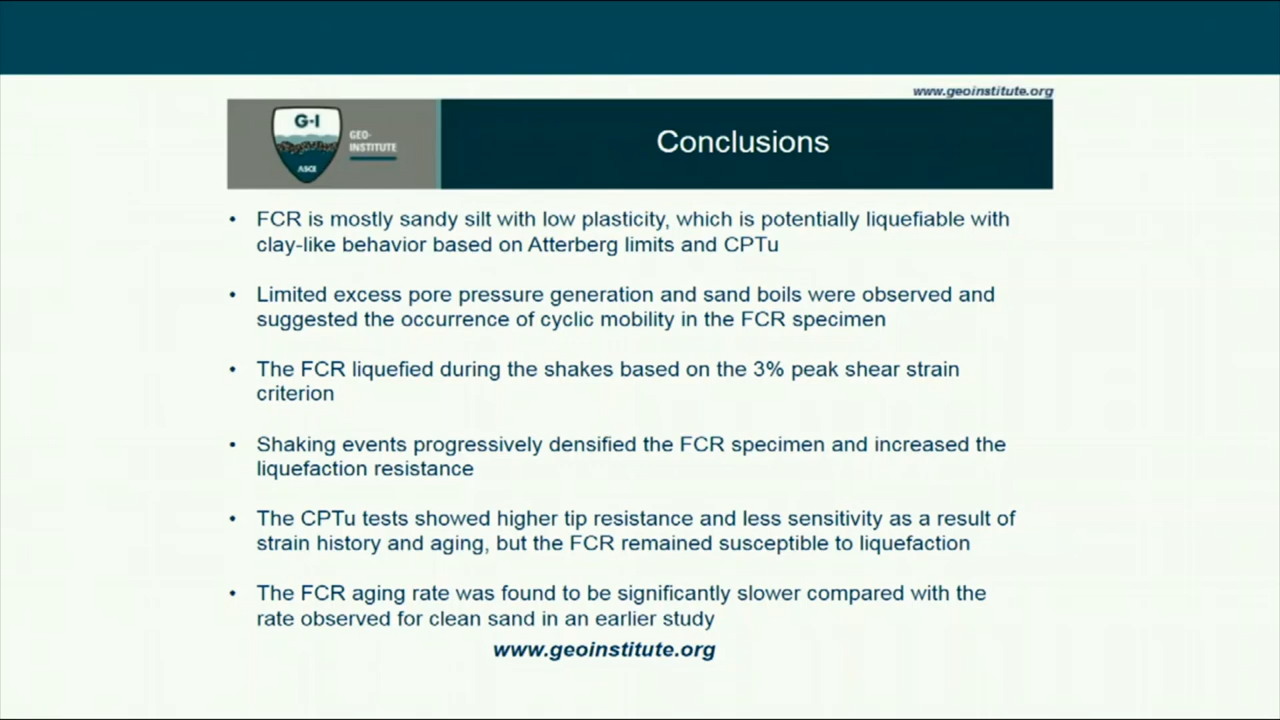 www.geoinstitute.org
G-I
GEO-
INSTITUTE
ASCE
Conclusions
• FCR is mostly sandy silt with low plasticity, which is potentially liquefiable with
clay-like behavior based on Atterberg limits and CPTu
• Limited excess pore pressure generation and sand boils were observed and
suggested the occurrence of cyclic mobility in the FCR specimen
• The FCR liquefied during the shakes based on the 3% peak shear strain
criterion
• Shaking events progressively densified the FCR specimen and increased the
liquefaction resistance
• The CPTu tests showed higher tip resistance and less sensitivity as a result of
strain history and aging, but the FCR remained susceptible to liquefaction
• The FCR aging rate was found to be significantly slower compared with the
rate observed for clean sand in an earlier study
www.geoinstitute.org